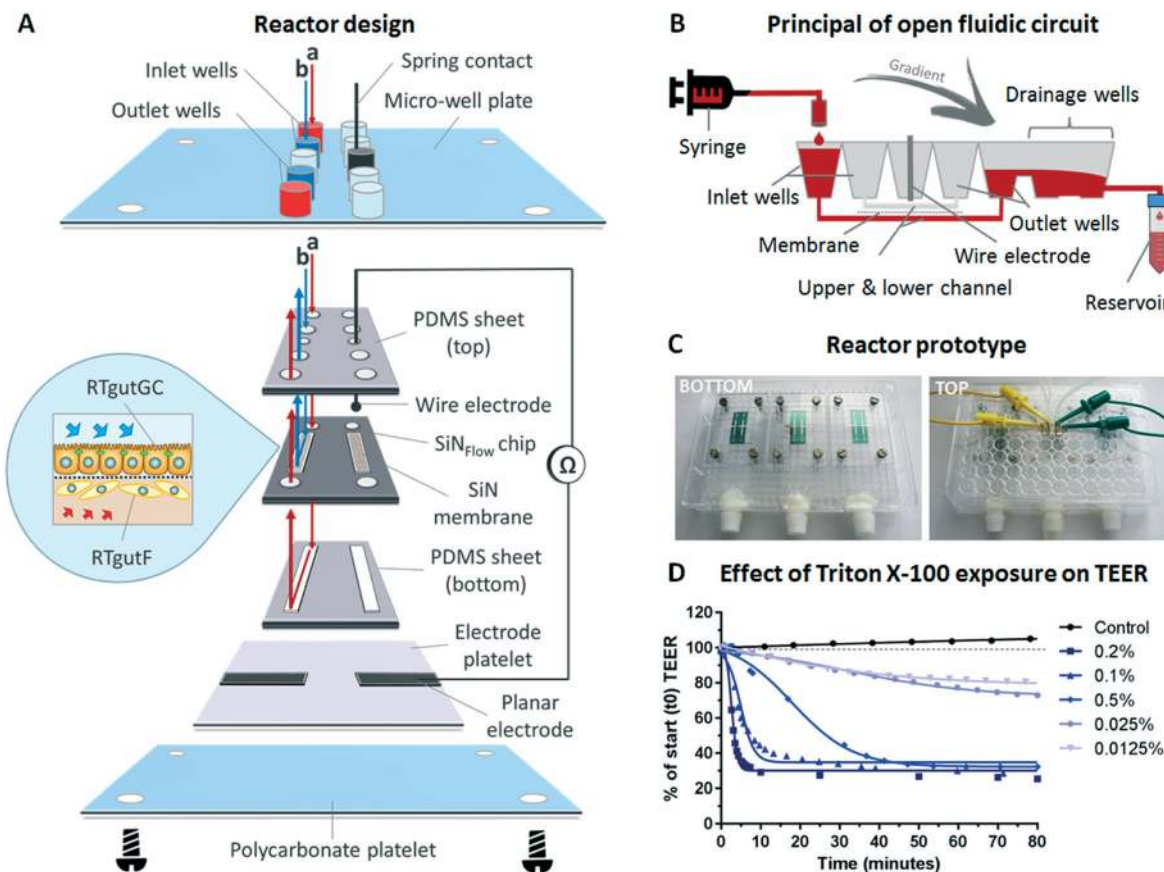 A
Reactor design
a
b
Inlet wells
Outlet wells
Spring contact
Micro-well plate
a
b
PDMS sheet
(top)
Wire electrode
SiNFlow chip
Ω
SiN
membrane
RTgutGC
RTgutF
PDMS sheet
(bottom)
Electrode
platelet
Planar
electrode
Polycarbonate platelet
B
Principal of open fluidic circuit
Gradient
Drainage wells
Syringe
Inlet wells
Outlet wells
Membrane
Wire electrode
Upper & lower channel
Reservoir
C
Reactor prototype
BOTTOM
TOP
D
Effect of Triton X-100 exposure on TEER
% of start (t0) TEER
120
100
80
60
40
20
0
0
10
20
30
40
50
60
70
80
Time (minutes)
Control
0.2%
0.1%
0.5%
0.025%
0.0125%